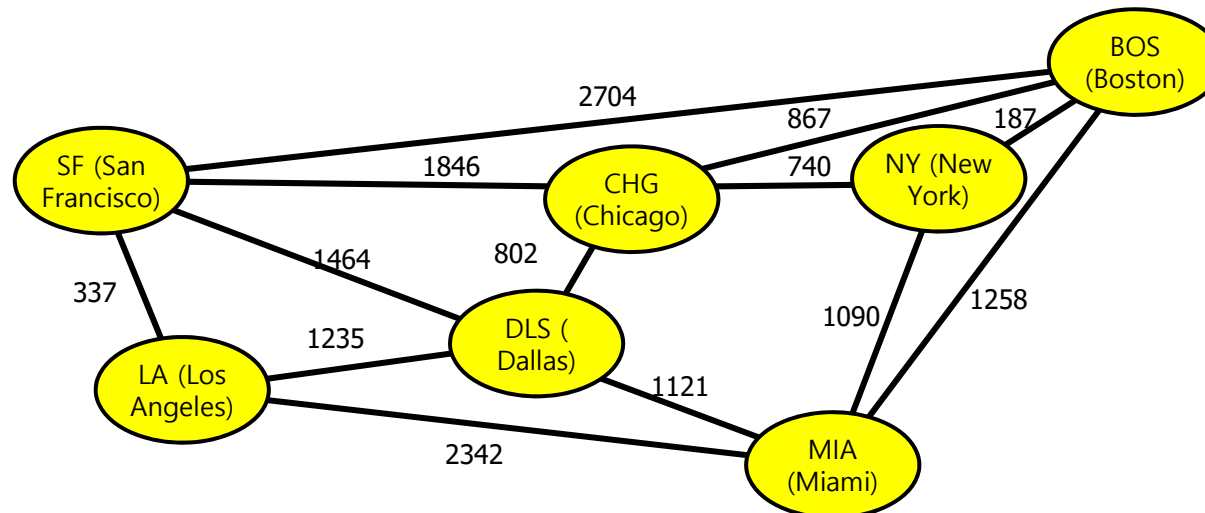 BOS
(Boston)
2704
867
187
SF (San
Francisco)
1846
CHG
(Chicago)
740
NY (New
York)
1464
802
337
1235
DLS (
Dallas)
1090
1258
LA (Los
Angeles)
1121
2342
MIA
(Miami)